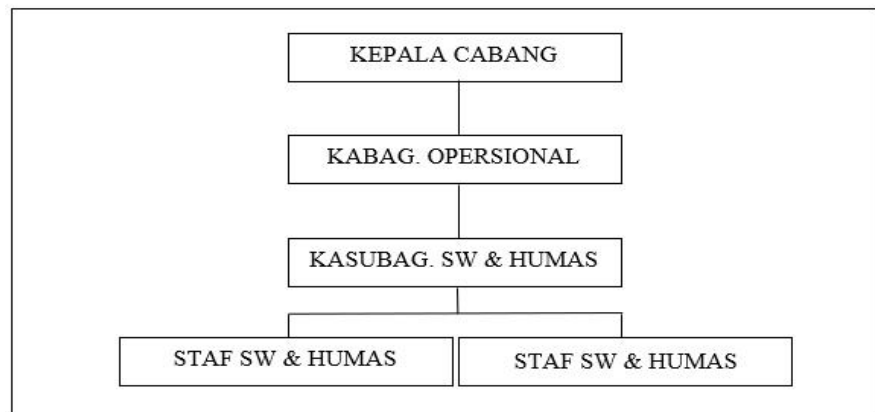 KEPALA CABANG
KABAG. OPERSIONAL
KASUBAG. SW & HUMAS
STAF SW & HUMAS
STAF SW & HUMAS